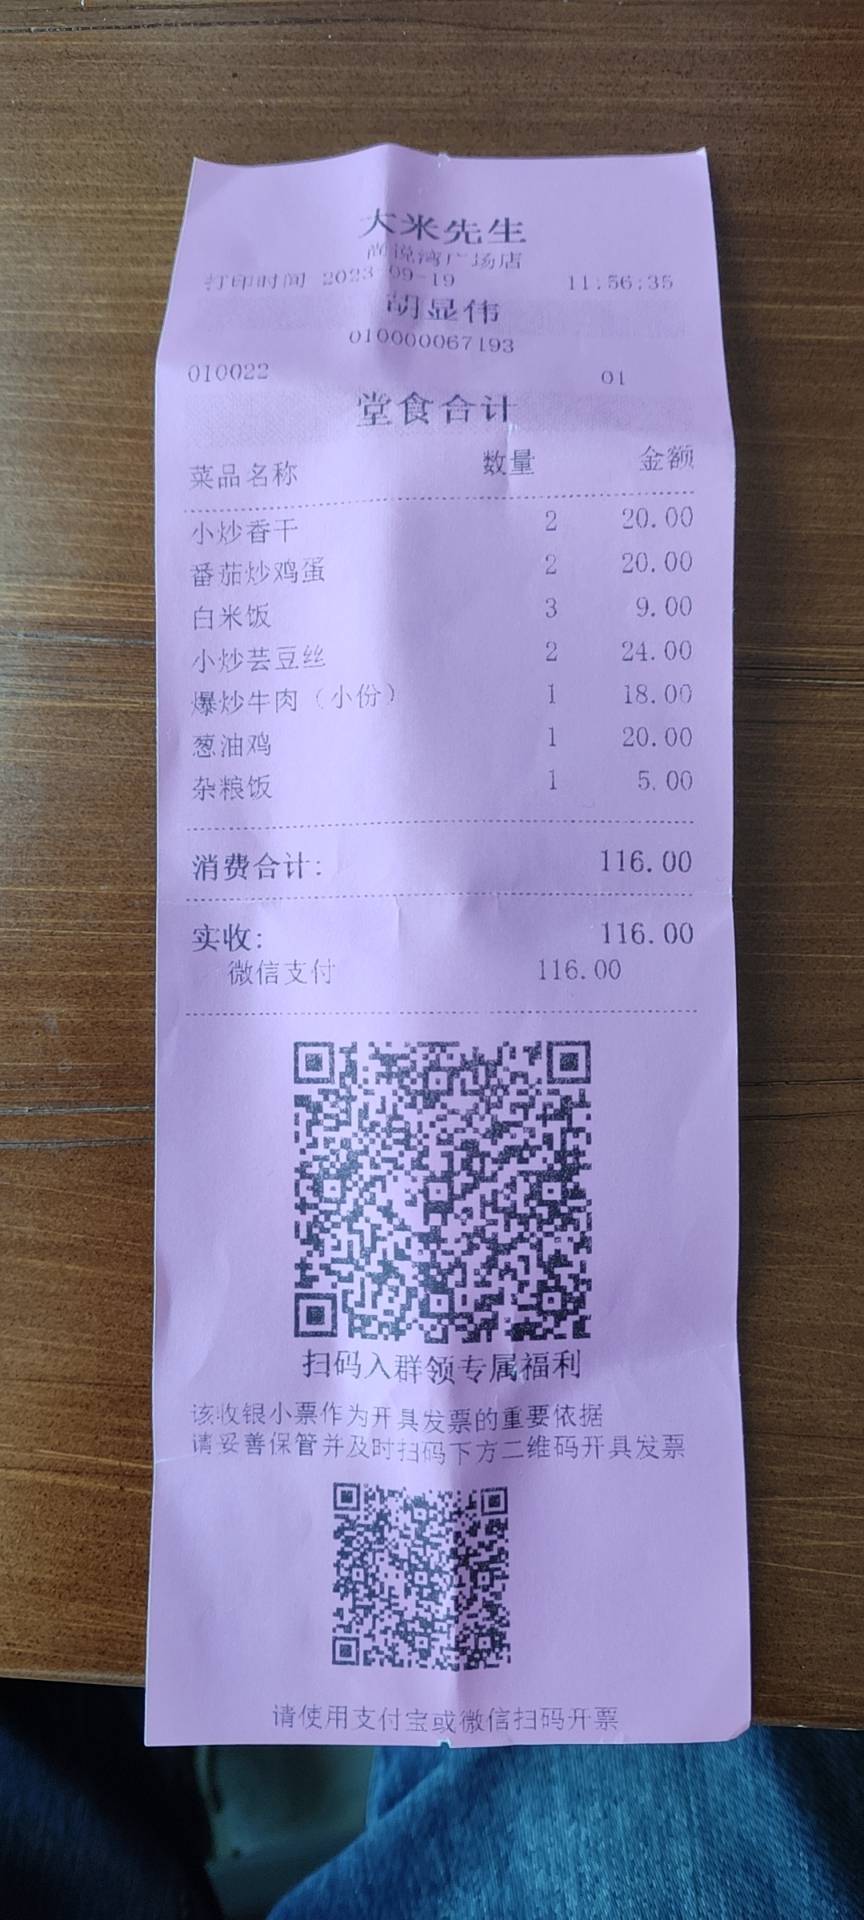 大米先生
尚悦湾广场店
打印时间 2023-09-19 11:56:35
胡显伟
010000067193
010022 01
堂食合计
菜品名称 数量 金额
小炒香干 2 20.00
番茄炒鸡蛋 2 20.00
白米饭 3 9.00
小炒芸豆丝 2 24.00
爆炒牛肉（小份） 1 18.00
葱油鸡 1 20.00
杂粮饭 1 5.00
消费合计: 116.00
实收: 116.00
微信支付 116.00
扫码入群领专属福利
该收银小票作为开具发票的重要依据
请妥善保管并及时扫码下方二维码开具发票
请使用支付宝或微信扫码开票